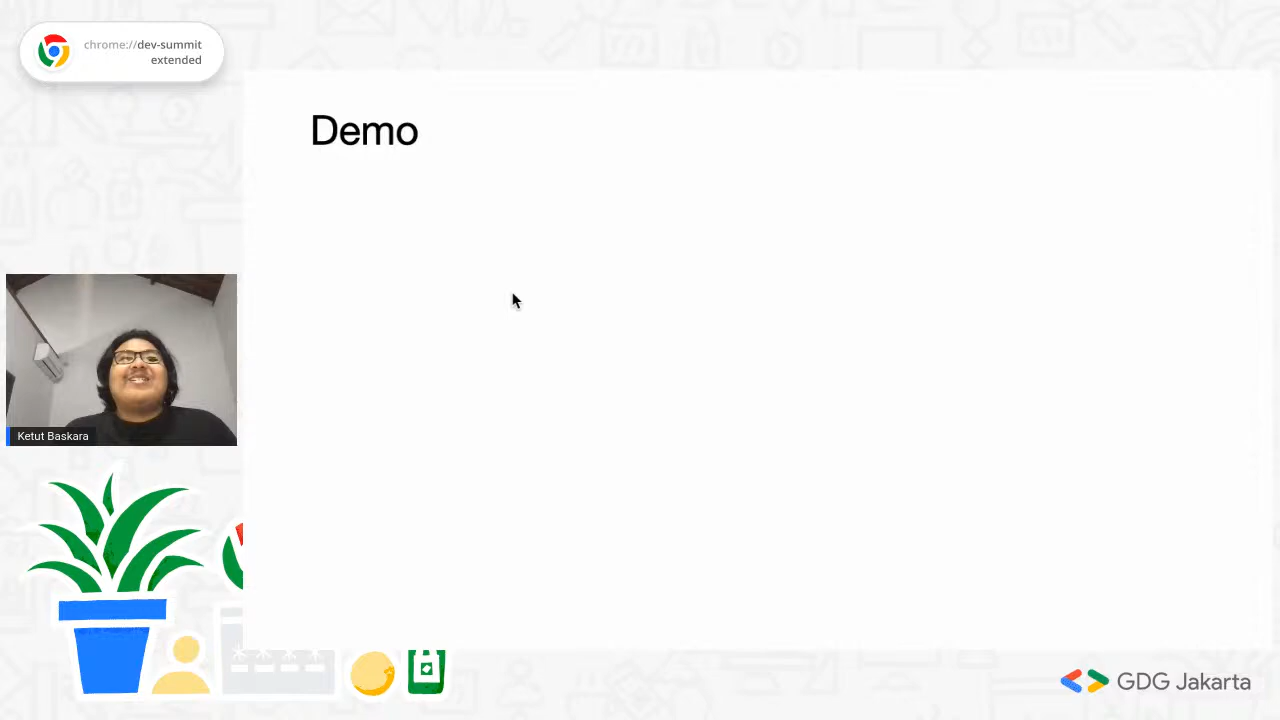 chrome://dev-summit
extended
Demo
Ketut Baskara
GDG Jakarta